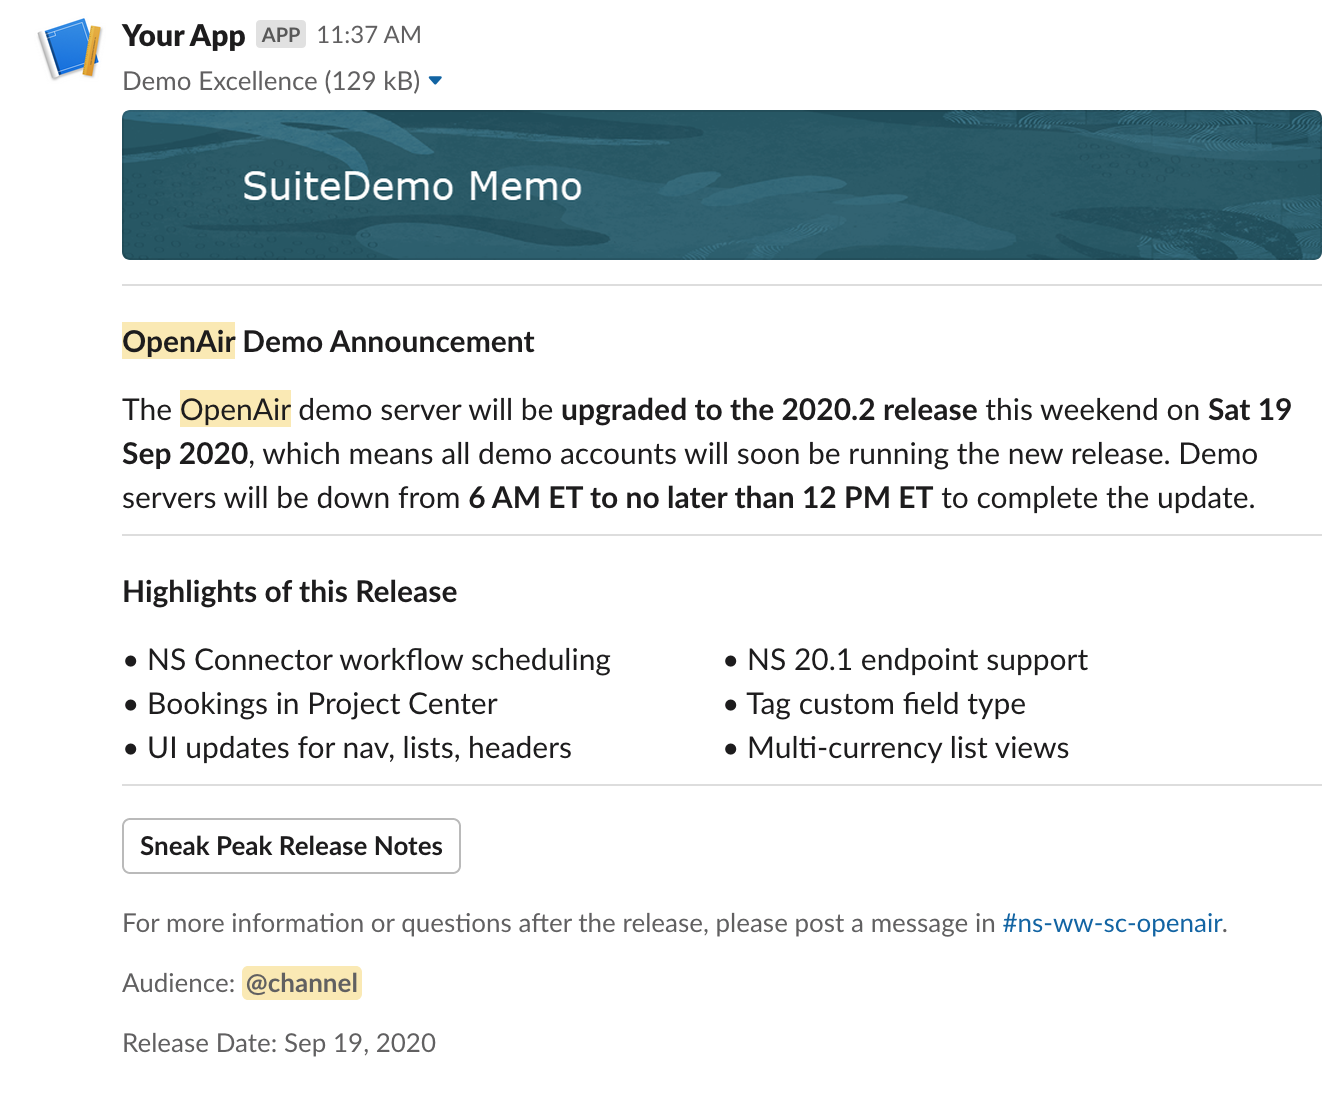 Your App APP 11:37 AM
Demo Excellence (129 kB)
SuiteDemo Memo
OpenAir Demo Announcement
The OpenAir demo server will be upgraded to the 2020.2 release this weekend on Sat 19
Sep 2020, which means all demo accounts will soon be running the new release. Demo
servers will be down from 6 AM ET to no later than 12 PM ET to complete the update.
Highlights of this Release
• NS Connector workflow scheduling
• Bookings in Project Center
• UI updates for nav, lists, headers
• NS 20.1 endpoint support
• Tag custom field type
• Multi-currency list views
Sneak Peak Release Notes
For more information or questions after the release, please post a message in #ns-ww-sc-openair.
Audience: @channel
Release Date: Sep 19, 2020